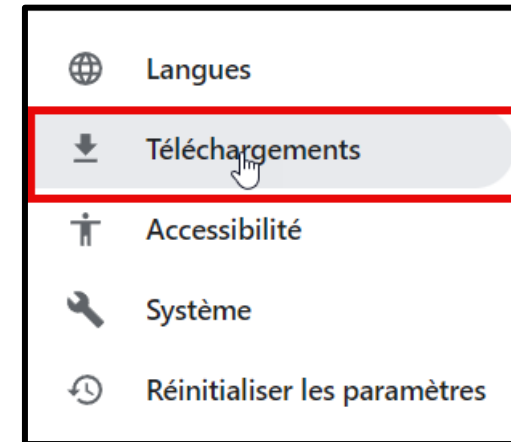 Langues
Téléchargements
Accessibilité
Système
Réinitialiser les paramètres